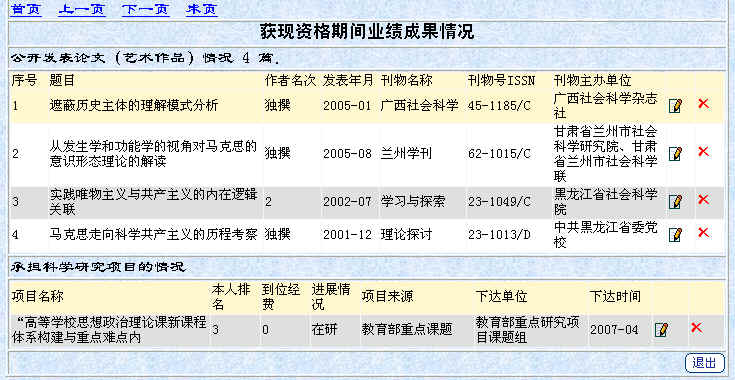 首页 上一页 下一页 末页
获现资格期间业绩成果情况
公开发表论文（艺术作品）情况 4 篇.
序号 题目 作者名次 发表年月 刊物名称 刊物号ISSN 刊物主办单位
1 遮蔽历史主体的理解模式分析 独撰 2005-01 广西社会科学 45-1185/C 广西社会科学杂志
社
2 从发生学和功能学的视角对马克思的
意识形态理论的解读 独撰 2005-08 兰州学刊 62-1015/C 甘肃省兰州市社会
科学研究院、甘肃
省兰州市社会科学
联
3 实践唯物主义与共产主义的内在逻辑
关联 2 2002-07 学习与探索 23-1049/C 黑龙江省社会科学
院
4 马克思走向科学共产主义的历程考察 独撰 2001-12 理论探讨 23-1013/D 中共黑龙江省委党
校
承担科学研究项目的情况
项目名称 本人排
名 到位经
费 进展情
况 项目来源 下达单位 下达时间
“高等学校思想政治理论课新课程
体系构建与重点难点内 3 0 在研 教育部重点课题 教育部重点研究项
目课题组 2007-04
退出